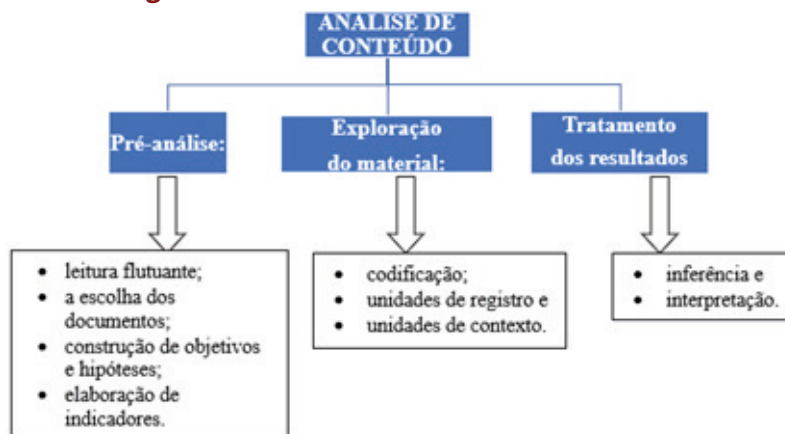 ANÁLISE DE
CONTEÚDO
Pré-análise:
Exploração
do material:
Tratamento
dos resultados
• leitura flutuante;
• a escolha dos
documentos;
• construção de objetivos
e hipóteses;
• elaboração de
indicadores.
• codificação;
• unidades de registro e
• unidades de contexto.
• inferência e
• interpretação.